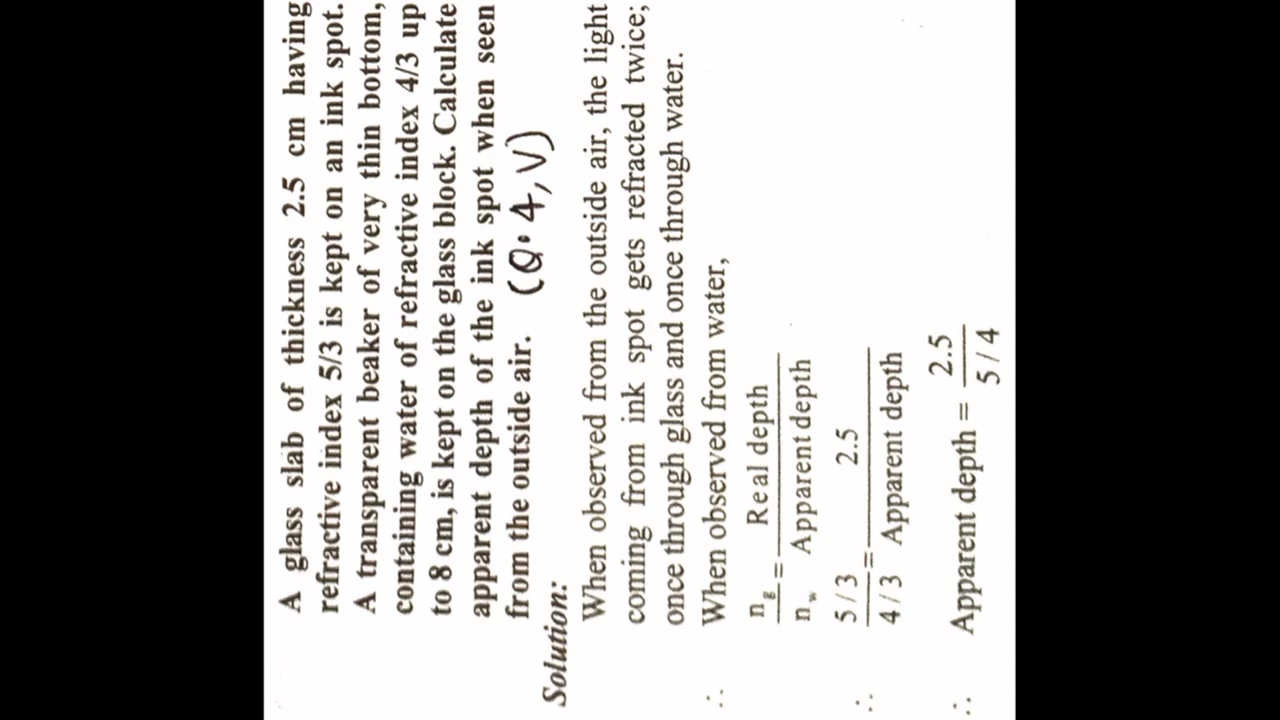 A glass slab of thickness 2.5 cm having
refractive index 5/3 is kept on an ink spot.
A transparent beaker of very thin bottom,
containing water of refractive index 4/3 up
to 8 cm, is kept on the glass block. Calculate
apparent depth of the ink spot when seen
from the outside air. (Q.4, V)
Solution:
When observed from the outside air, the light
coming from ink spot gets refracted twice;
once through glass and once through water.
∴ When observed from water,
n_g / n_w = Real depth / Apparent depth
∴ (5/3) / (4/3) = 2.5 / Apparent depth
∴ Apparent depth = 2.5 / (5/4)